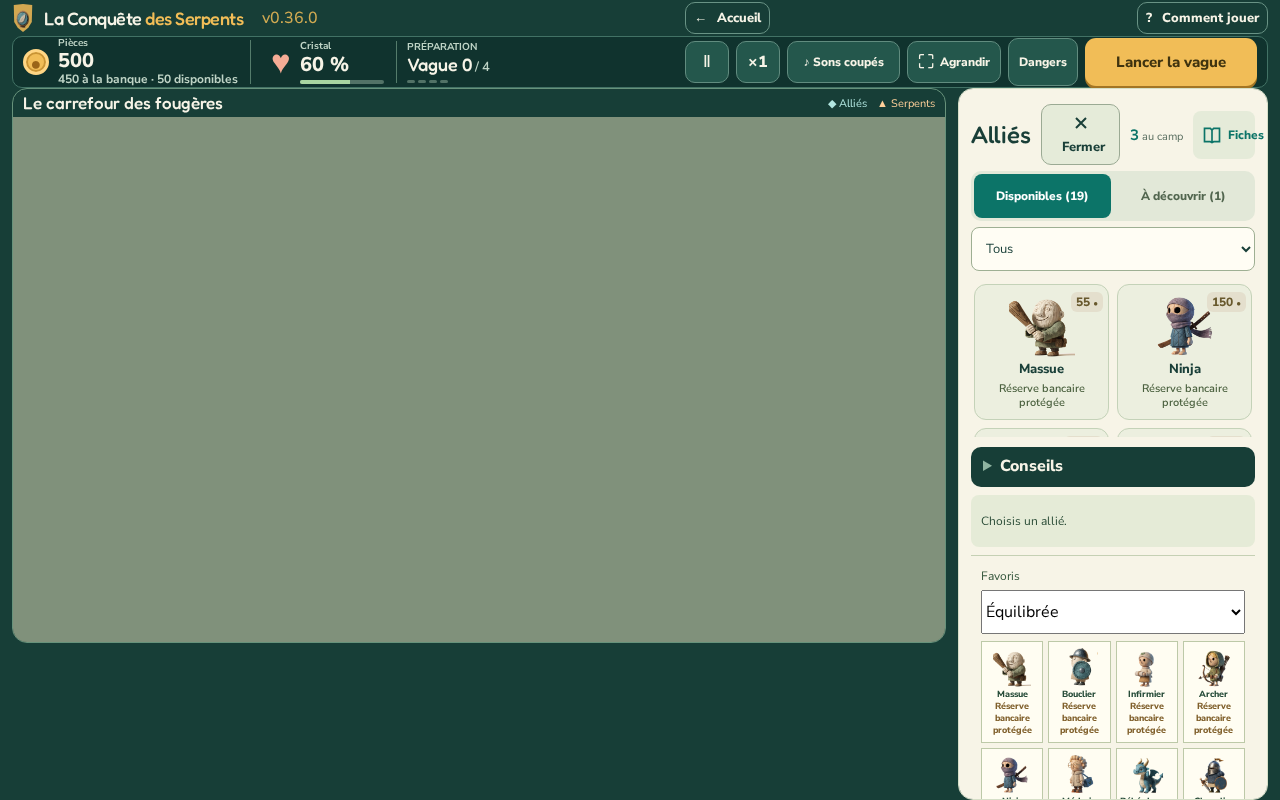 La Conquête des Serpents v0.36.0
← Accueil
? Comment jouer
Pièces
500
450 à la banque · 50 disponibles
Cristal
60 %
PRÉPARATION
Vague 0 / 4
×1
♪ Sons coupés
Agrandir
Dangers
Lancer la vague
Le carrefour des fougères
◆ Alliés ▲ Serpents
Alliés
×
Fermer
3 au camp
Fiches
Disponibles (19)
À découvrir (1)
Tous
55 •
Massue
Réserve bancaire
protégée
150 •
Ninja
Réserve bancaire
protégée
Conseils
Choisis un allié.
Favoris
Équilibrée
Massue
Réserve
bancaire
protégée
Bouclier
Réserve
bancaire
protégée
Infirmier
Réserve
bancaire
protégée
Archer
Réserve
bancaire
protégée